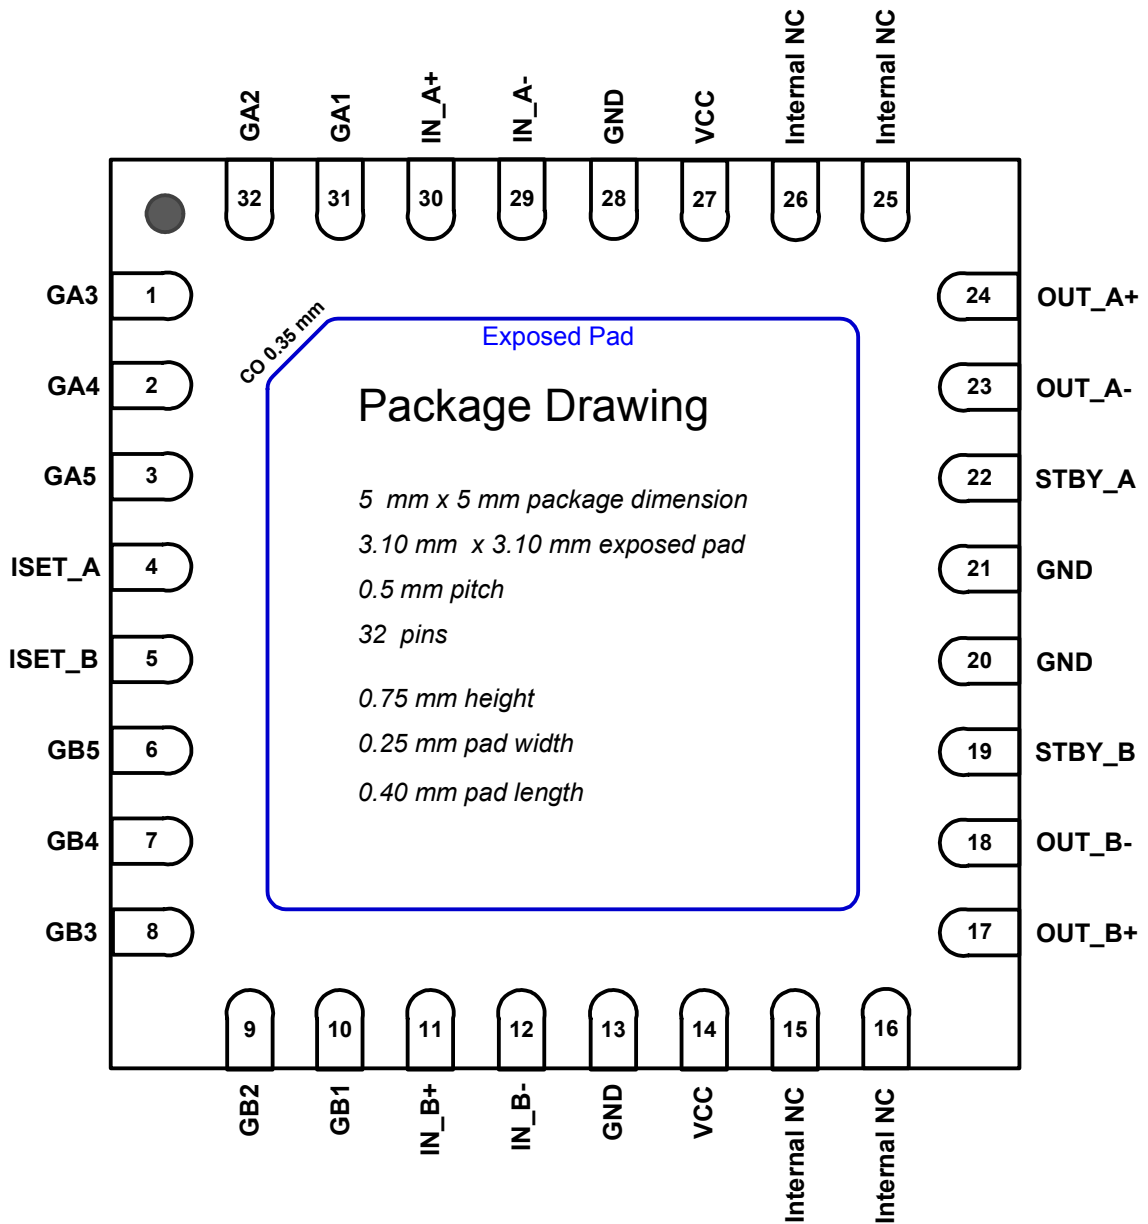 Internal NC
Internal NC
GA2
GA1
IN_A+
IN_A-
GND
VCC
32
31
30
29
28
27
26
25
GA3
1
24
OUT_A+
CO 0.35 mm
Exposed Pad
GA4
2
Package Drawing
23
OUT_A-
GA5
3
22
STBY_A
5 mm x 5 mm package dimension
3.10 mm x 3.10 mm exposed pad
ISET_A
4
21
GND
0.5 mm pitch
32 pins
ISET_B
5
20
GND
0.75 mm height
GB5
6
0.25 mm pad width
19
STBY_B
0.40 mm pad length
GB4
7
18
OUT_B-
GB3
8
17
OUT_B+
9
10
11
12
13
14
15
16
GB2
GB1
IN_B+
IN_B-
GND
VCC
Internal NC
Internal NC